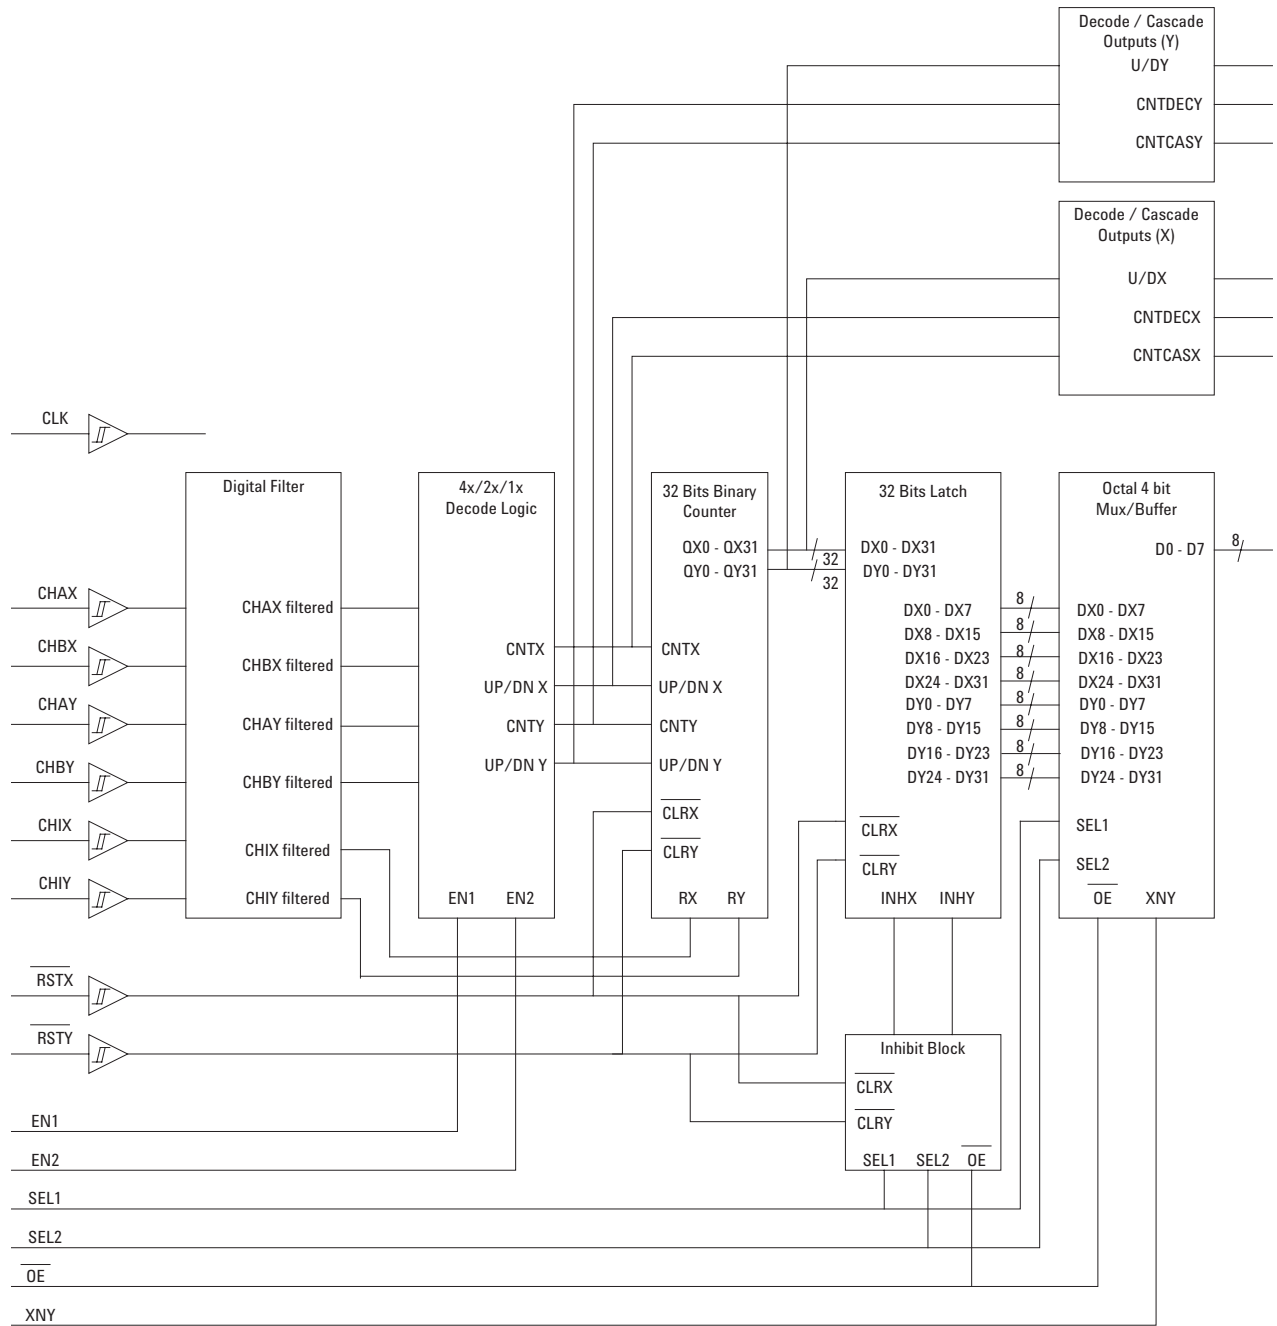 Decode / Cascade
Outputs (Y)
U/DY
CNTDECY
CNTCASY
Decode / Cascade
Outputs (X)
U/DX
CNTDECX
CNTCASX
CLK
CHAX
CHBX
CHAY
CHBY
CHIX
CHIY
RSTX
RSTY
EN1
EN2
SEL1
SEL2
OE
XNY
Digital Filter
CHAX filtered
CHBX filtered
CHAY filtered
CHBY filtered
CHIX filtered
CHIY filtered
4x/2x/1x
Decode Logic
CNTX
UP/DN X
CNTY
UP/DN Y
EN1 EN2
32 Bits Binary
Counter
QX0 - QX31
QY0 - QY31
CNTX
UP/DN X
CNTY
UP/DN Y
CLRX
CLRY
RX RY
32
32
32 Bits Latch
DX0 - DX31
DY0 - DY31
DX0 - DX7
DX8 - DX15
DX16 - DX23
DX24 - DX31
DY0 - DY7
DY8 - DY15
DY16 - DY23
DY24 - DY31
CLRX
CLRY
INHX INHY
8
8
8
8
8
8
8
8
Octal 4 bit
Mux/Buffer
D0 - D7
8
DX0 - DX7
DX8 - DX15
DX16 - DX23
DX24 - DX31
DY0 - DY7
DY8 - DY15
DY16 - DY23
DY24 - DY31
SEL1
SEL2
OE XNY
Inhibit Block
CLRX
CLRY
SEL1 SEL2 OE